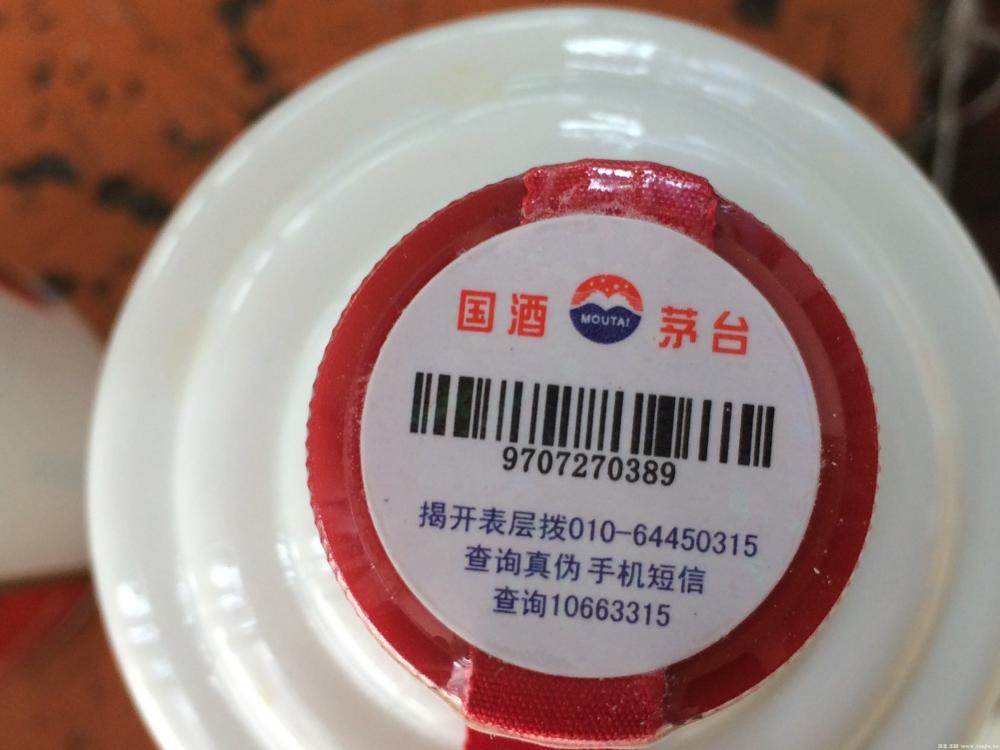 国酒 MOUTAI 茅台
9707270389
揭开表层拨010-64450315
查询真伪 手机短信
查询10663315